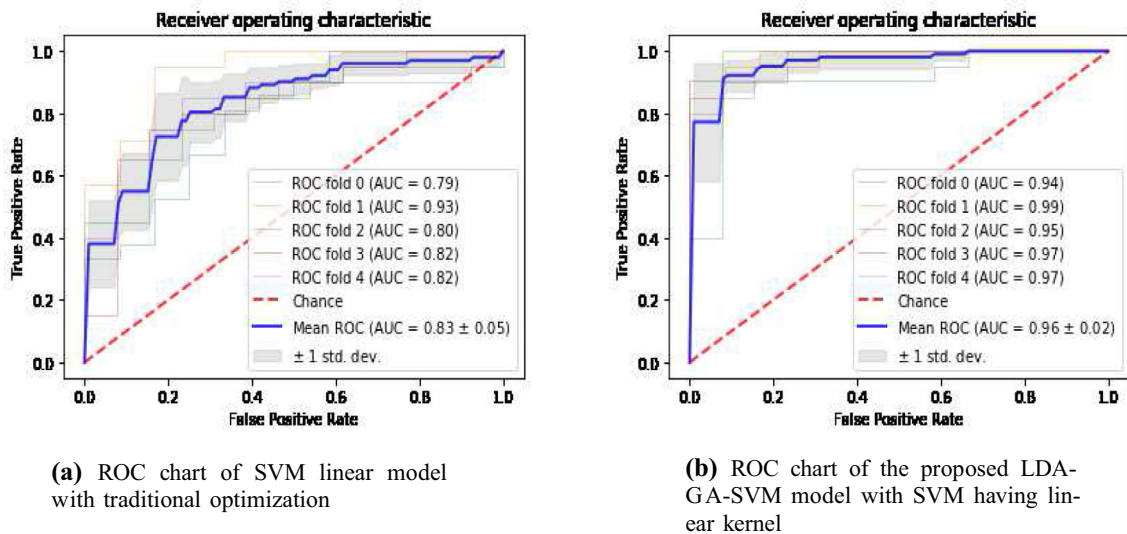 Receiver operating characteristic
1.0
0.8
0.6
0.4
0.2
0.0
True Positive Rate
ROC fold 0 (AUC = 0.79)
ROC fold 1 (AUC = 0.93)
ROC fold 2 (AUC = 0.80)
ROC fold 3 (AUC = 0.82)
ROC fold 4 (AUC = 0.82)
Chance
Mean ROC (AUC = 0.83 ± 0.05)
± 1 std. dev.
0.0 0.2 0.4 0.6 0.8 1.0
False Positive Rate
(a) ROC chart of SVM linear model
with traditional optimization
Receiver operating characteristic
1.0
0.8
0.6
0.4
0.2
0.0
True Positive Rate
ROC fold 0 (AUC = 0.94)
ROC fold 1 (AUC = 0.99)
ROC fold 2 (AUC = 0.95)
ROC fold 3 (AUC = 0.97)
ROC fold 4 (AUC = 0.97)
Chance
Mean ROC (AUC = 0.96 ± 0.02)
± 1 std. dev.
0.0 0.2 0.4 0.6 0.8 1.0
False Positive Rate
(b) ROC chart of the proposed LDA-
GA-SVM model with SVM having lin-
ear kernel